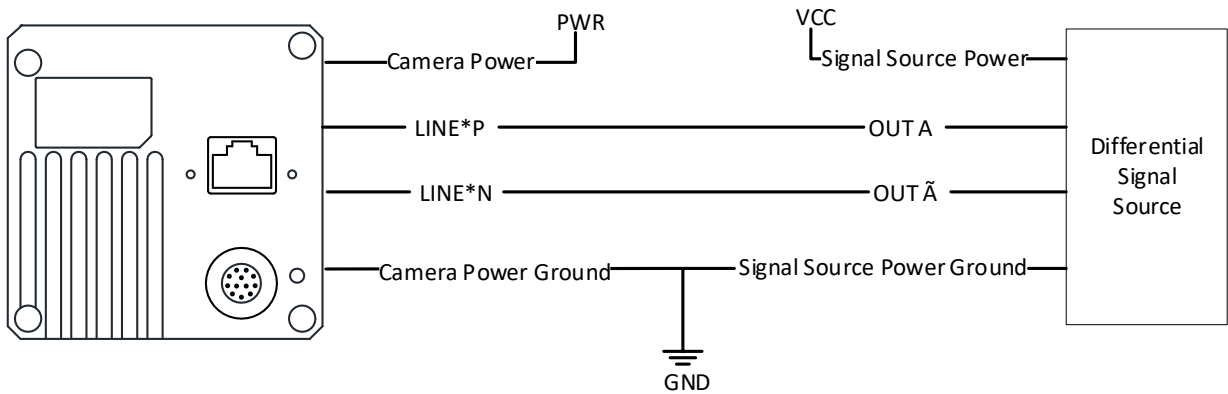 PWR
VCC
Camera Power
Signal Source Power
LINE*P
OUT A
LINE*N
OUT Ã
Differential
Signal
Source
Camera Power Ground
Signal Source Power Ground
GND